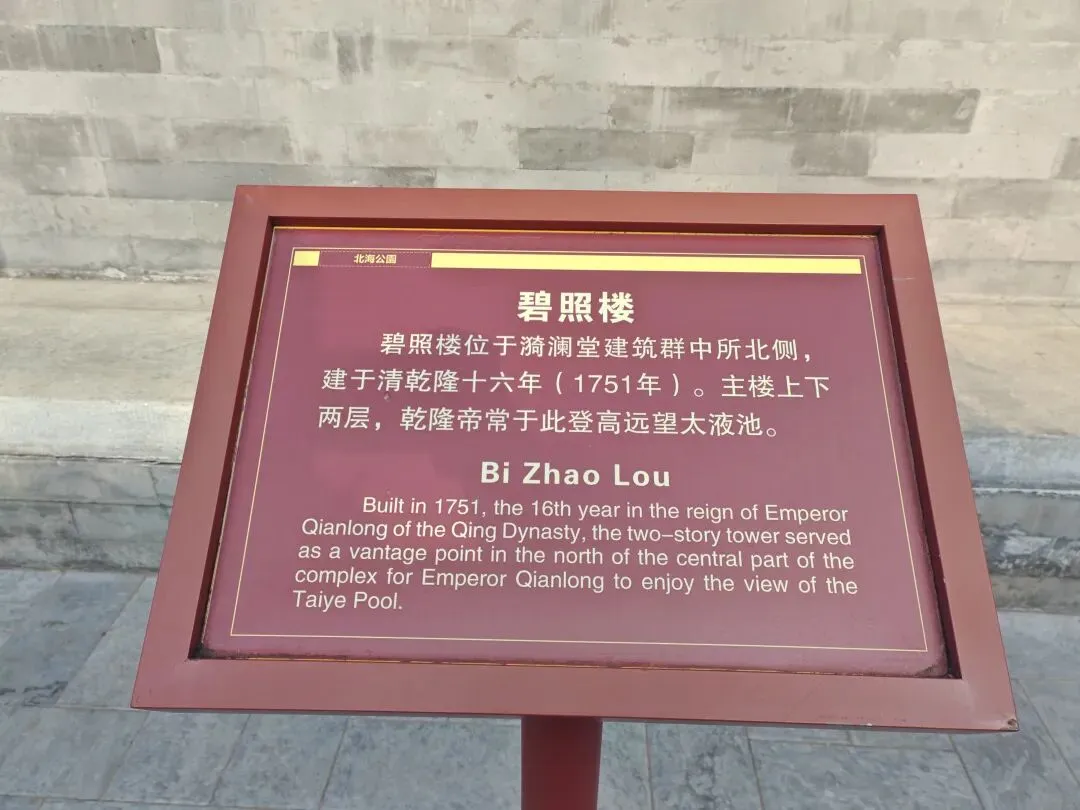 北海公園
碧照楼
碧照楼位于漪澜堂建筑群中所北侧，
建于清乾隆十六年（1751年）。主楼上下
两层，乾隆帝常于此登高远望太液池。
Bi Zhao Lou
Built in 1751, the 16th year in the reign of Emperor
Qianlong of the Qing Dynasty, the two-story tower served
as a vantage point in the north of the central part of the
complex for Emperor Qianlong to enjoy the view of the
Taiye Pool.